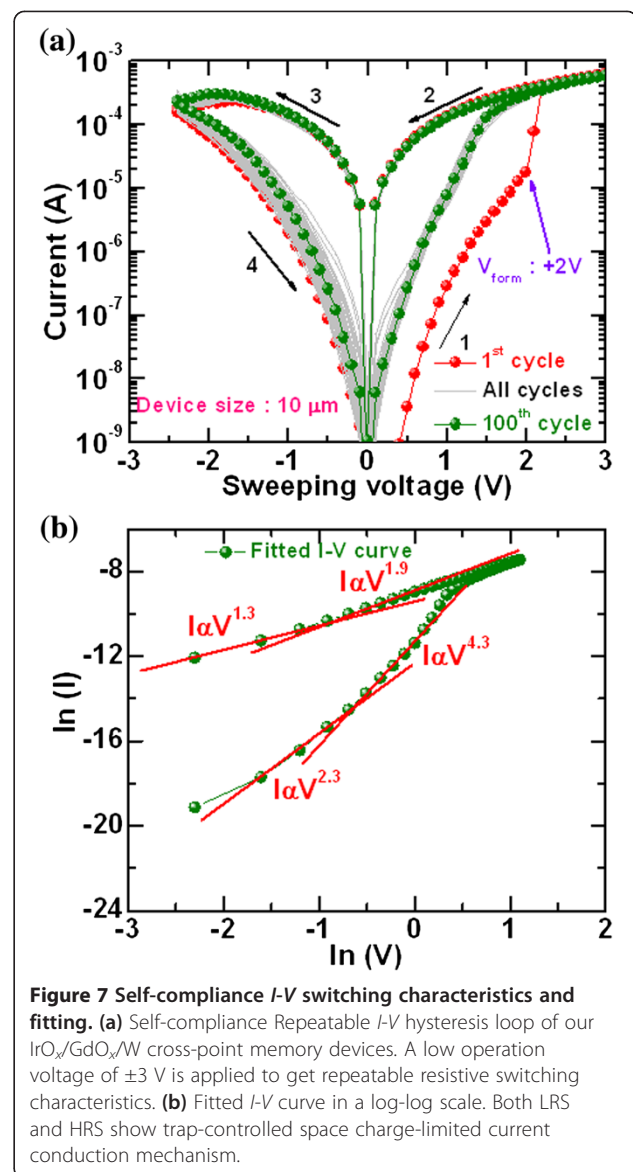 (a)
10⁻³
10⁻⁴
10⁻⁵
10⁻⁶
10⁻⁷
10⁻⁸
10⁻⁹
Current (A)
3
2
4
1
V_form : +2V
1st cycle
All cycles
100th cycle
Device size : 10 μm
-3 -2 -1 0 1 2 3
Sweeping voltage (V)
(b)
-8
-12
-16
-20
-24
ln (I)
Fitted I-V curve
IαV^1.9
IαV^1.3
IαV^4.3
IαV^2.3
-3 -2 -1 0 1 2
ln (V)
Figure 7 Self-compliance I-V switching characteristics and
fitting. (a) Self-compliance Repeatable I-V hysteresis loop of our
IrOₓ/GdOₓ/W cross-point memory devices. A low operation
voltage of ±3 V is applied to get repeatable resistive switching
characteristics. (b) Fitted I-V curve in a log-log scale. Both LRS
and HRS show trap-controlled space charge-limited current
conduction mechanism.